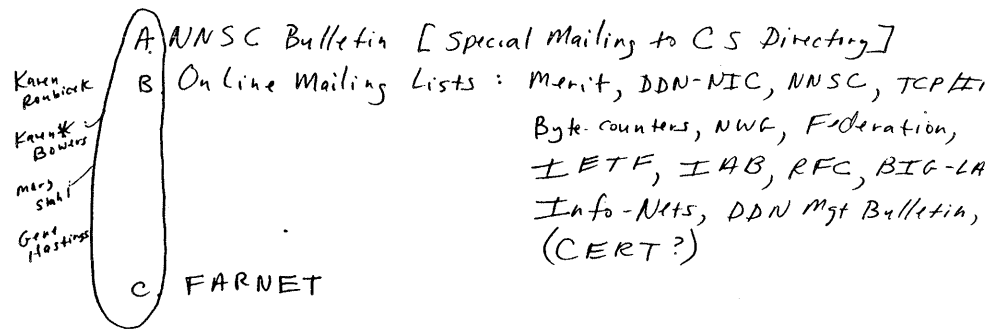 A. NNSC Bulletin [Special Mailing to CS Directory]
B On Line Mailing Lists: Merit, DDN-NIC, NNSC, TCP/I
Byte-counters, NWG, Federation,
IETF, IAB, RFC, BIG-LA
Info-Nets, DDN Mgt Bulletin,
(CERT?)
C. FARNET
Karen
Roubicek
Karen*
Bowers
Mary
Stahl
Gene
Hastings